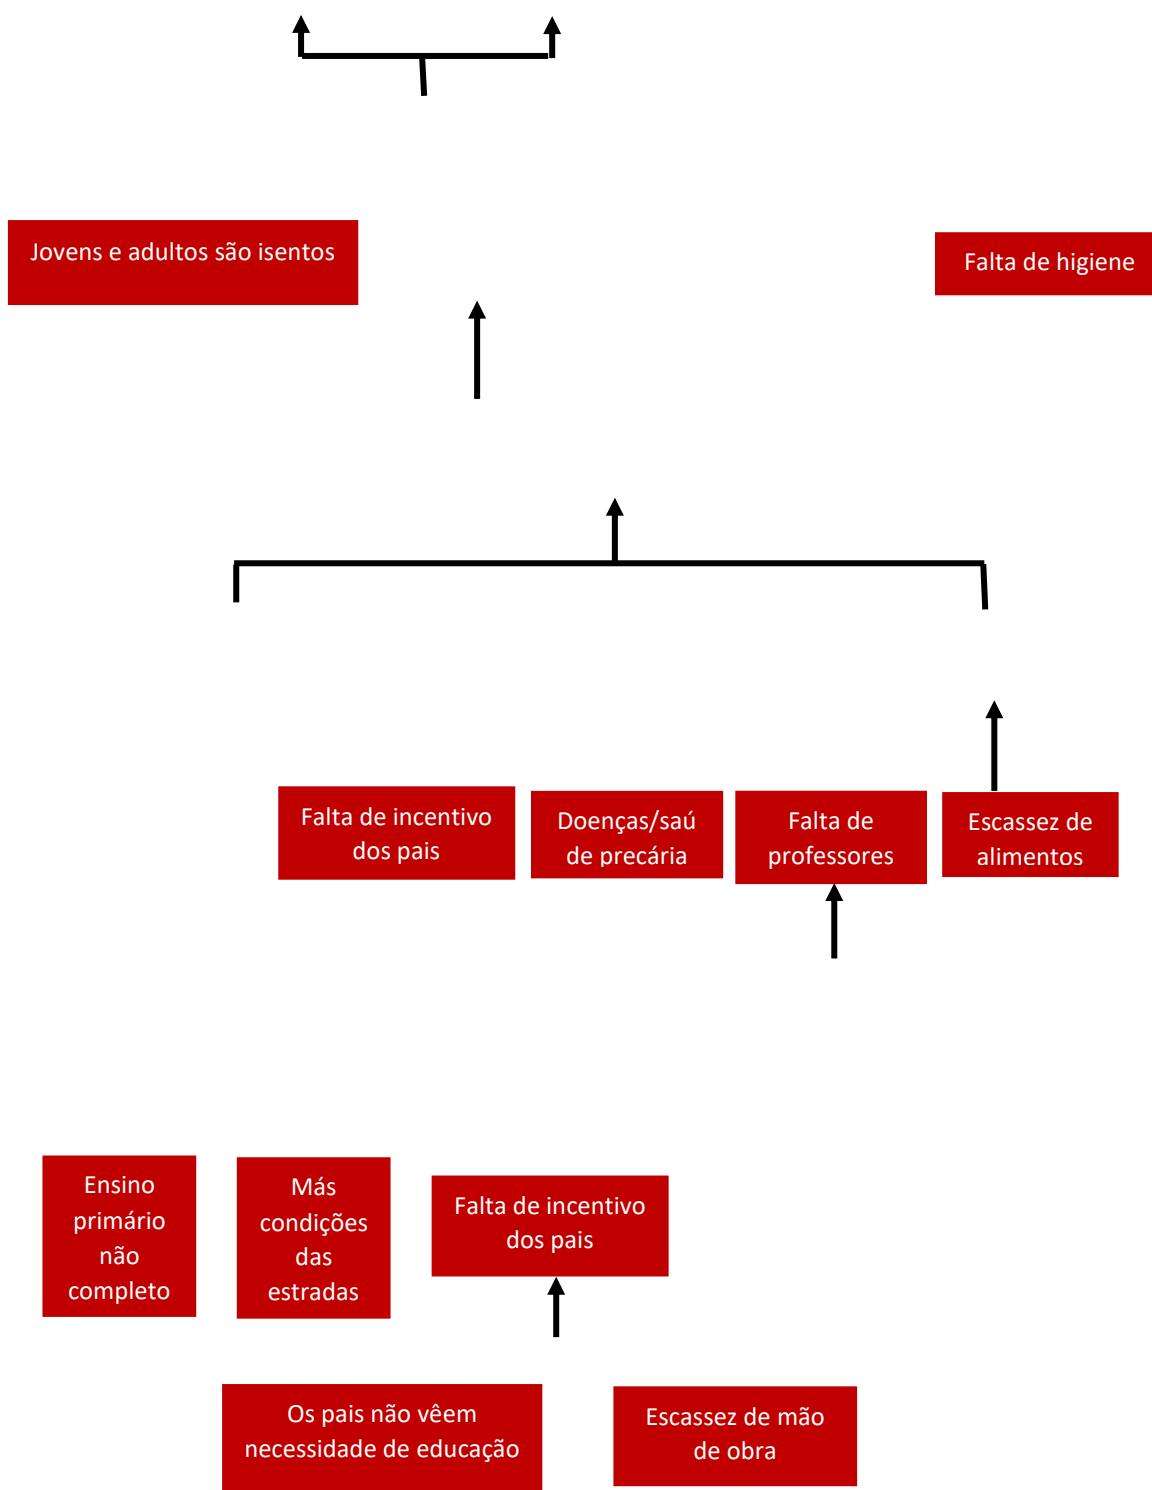 Jovens e adultos são isentos
Falta de higiene
Falta de incentivo
dos pais
Doenças/saú
de precária
Falta de
professores
Escassez de
alimentos
Ensino
primário
não
completo
Más
condições
das
estradas
Falta de incentivo
dos pais
Os pais não vêem
necessidade de educação
Escassez de mão
de obra